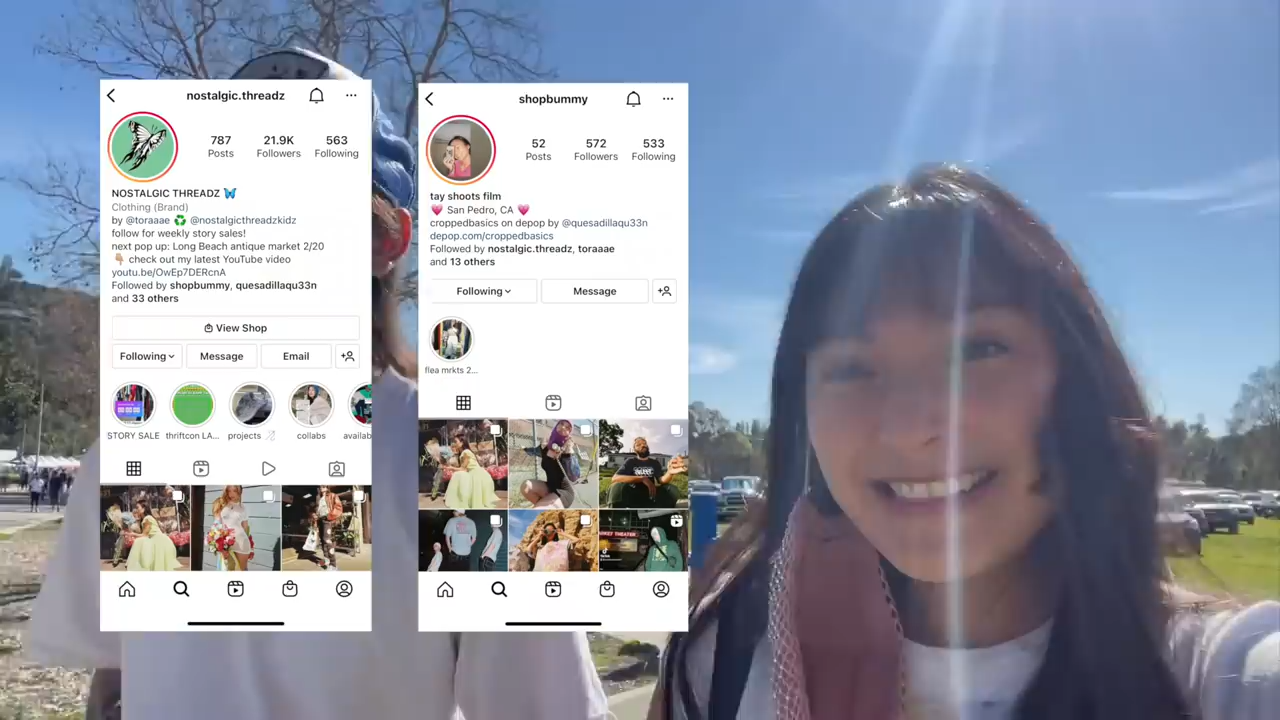 nostalgic.threadz
787
21.9K
563
Posts
Followers
Following
NOSTALGIC THREADZ 🦋
Clothing (Brand)
by @toraaae ♻️ @nostalgicthreadzkidz
follow for weekly story sales!
next pop up: Long Beach antique market 2/20
👇🏼 check out my latest YouTube video
youtu.be/OwEp7DERcnA
Followed by shopbummy, quesadillaqu33n
and 33 others
View Shop
Following
Message
Email
STORY SALE
thriftcon LA...
projects 🪡
collabs
availab
shopbummy
52
572
533
Posts
Followers
Following
tay shoots film
💗 San Pedro, CA 💗
croppedbasics on depop by @quesadillaqu33n
depop.com/croppedbasics
Followed by nostalgic.threadz, toraaae
and 13 others
Following
Message
flea mrkts 2...